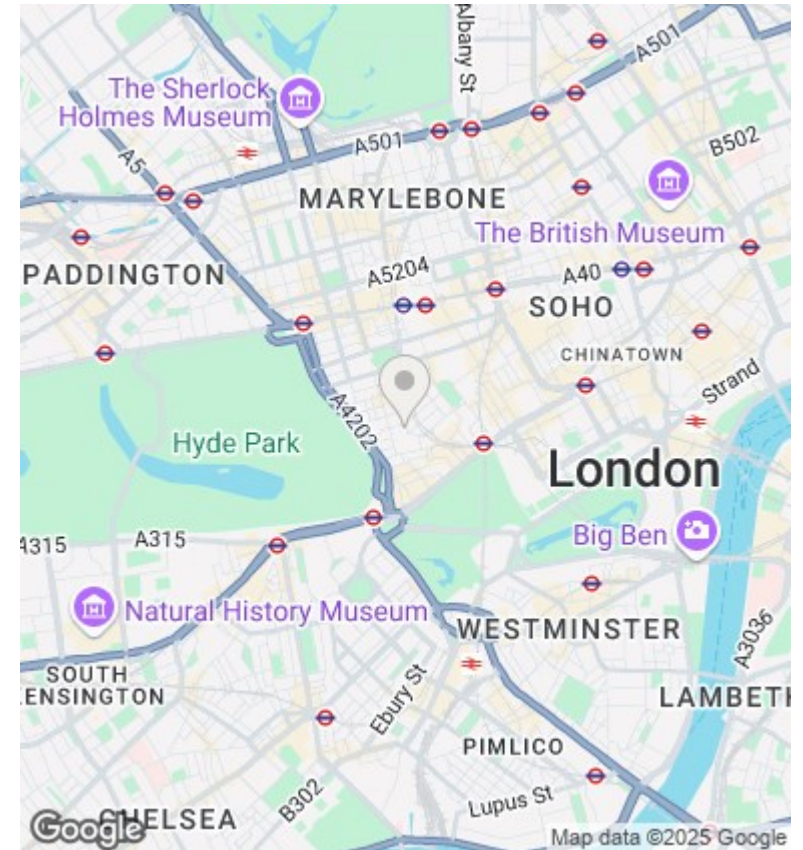 Albany St
A501
The Sherlock
Holmes Museum
A501
B502
A5
MARYLEBONE
The British Museum
PADDINGTON
A5204
A40
SOHO
CHINATOWN
Strand
A4202
Hyde Park
London
Big Ben
A315
A315
Natural History Museum
WESTMINSTER
A3036
SOUTH
KENSINGTON
Ebury St
LAMBETH
PIMLICO
B302
Lupus St
CHELSEA
Google
Map data ©2025 Google